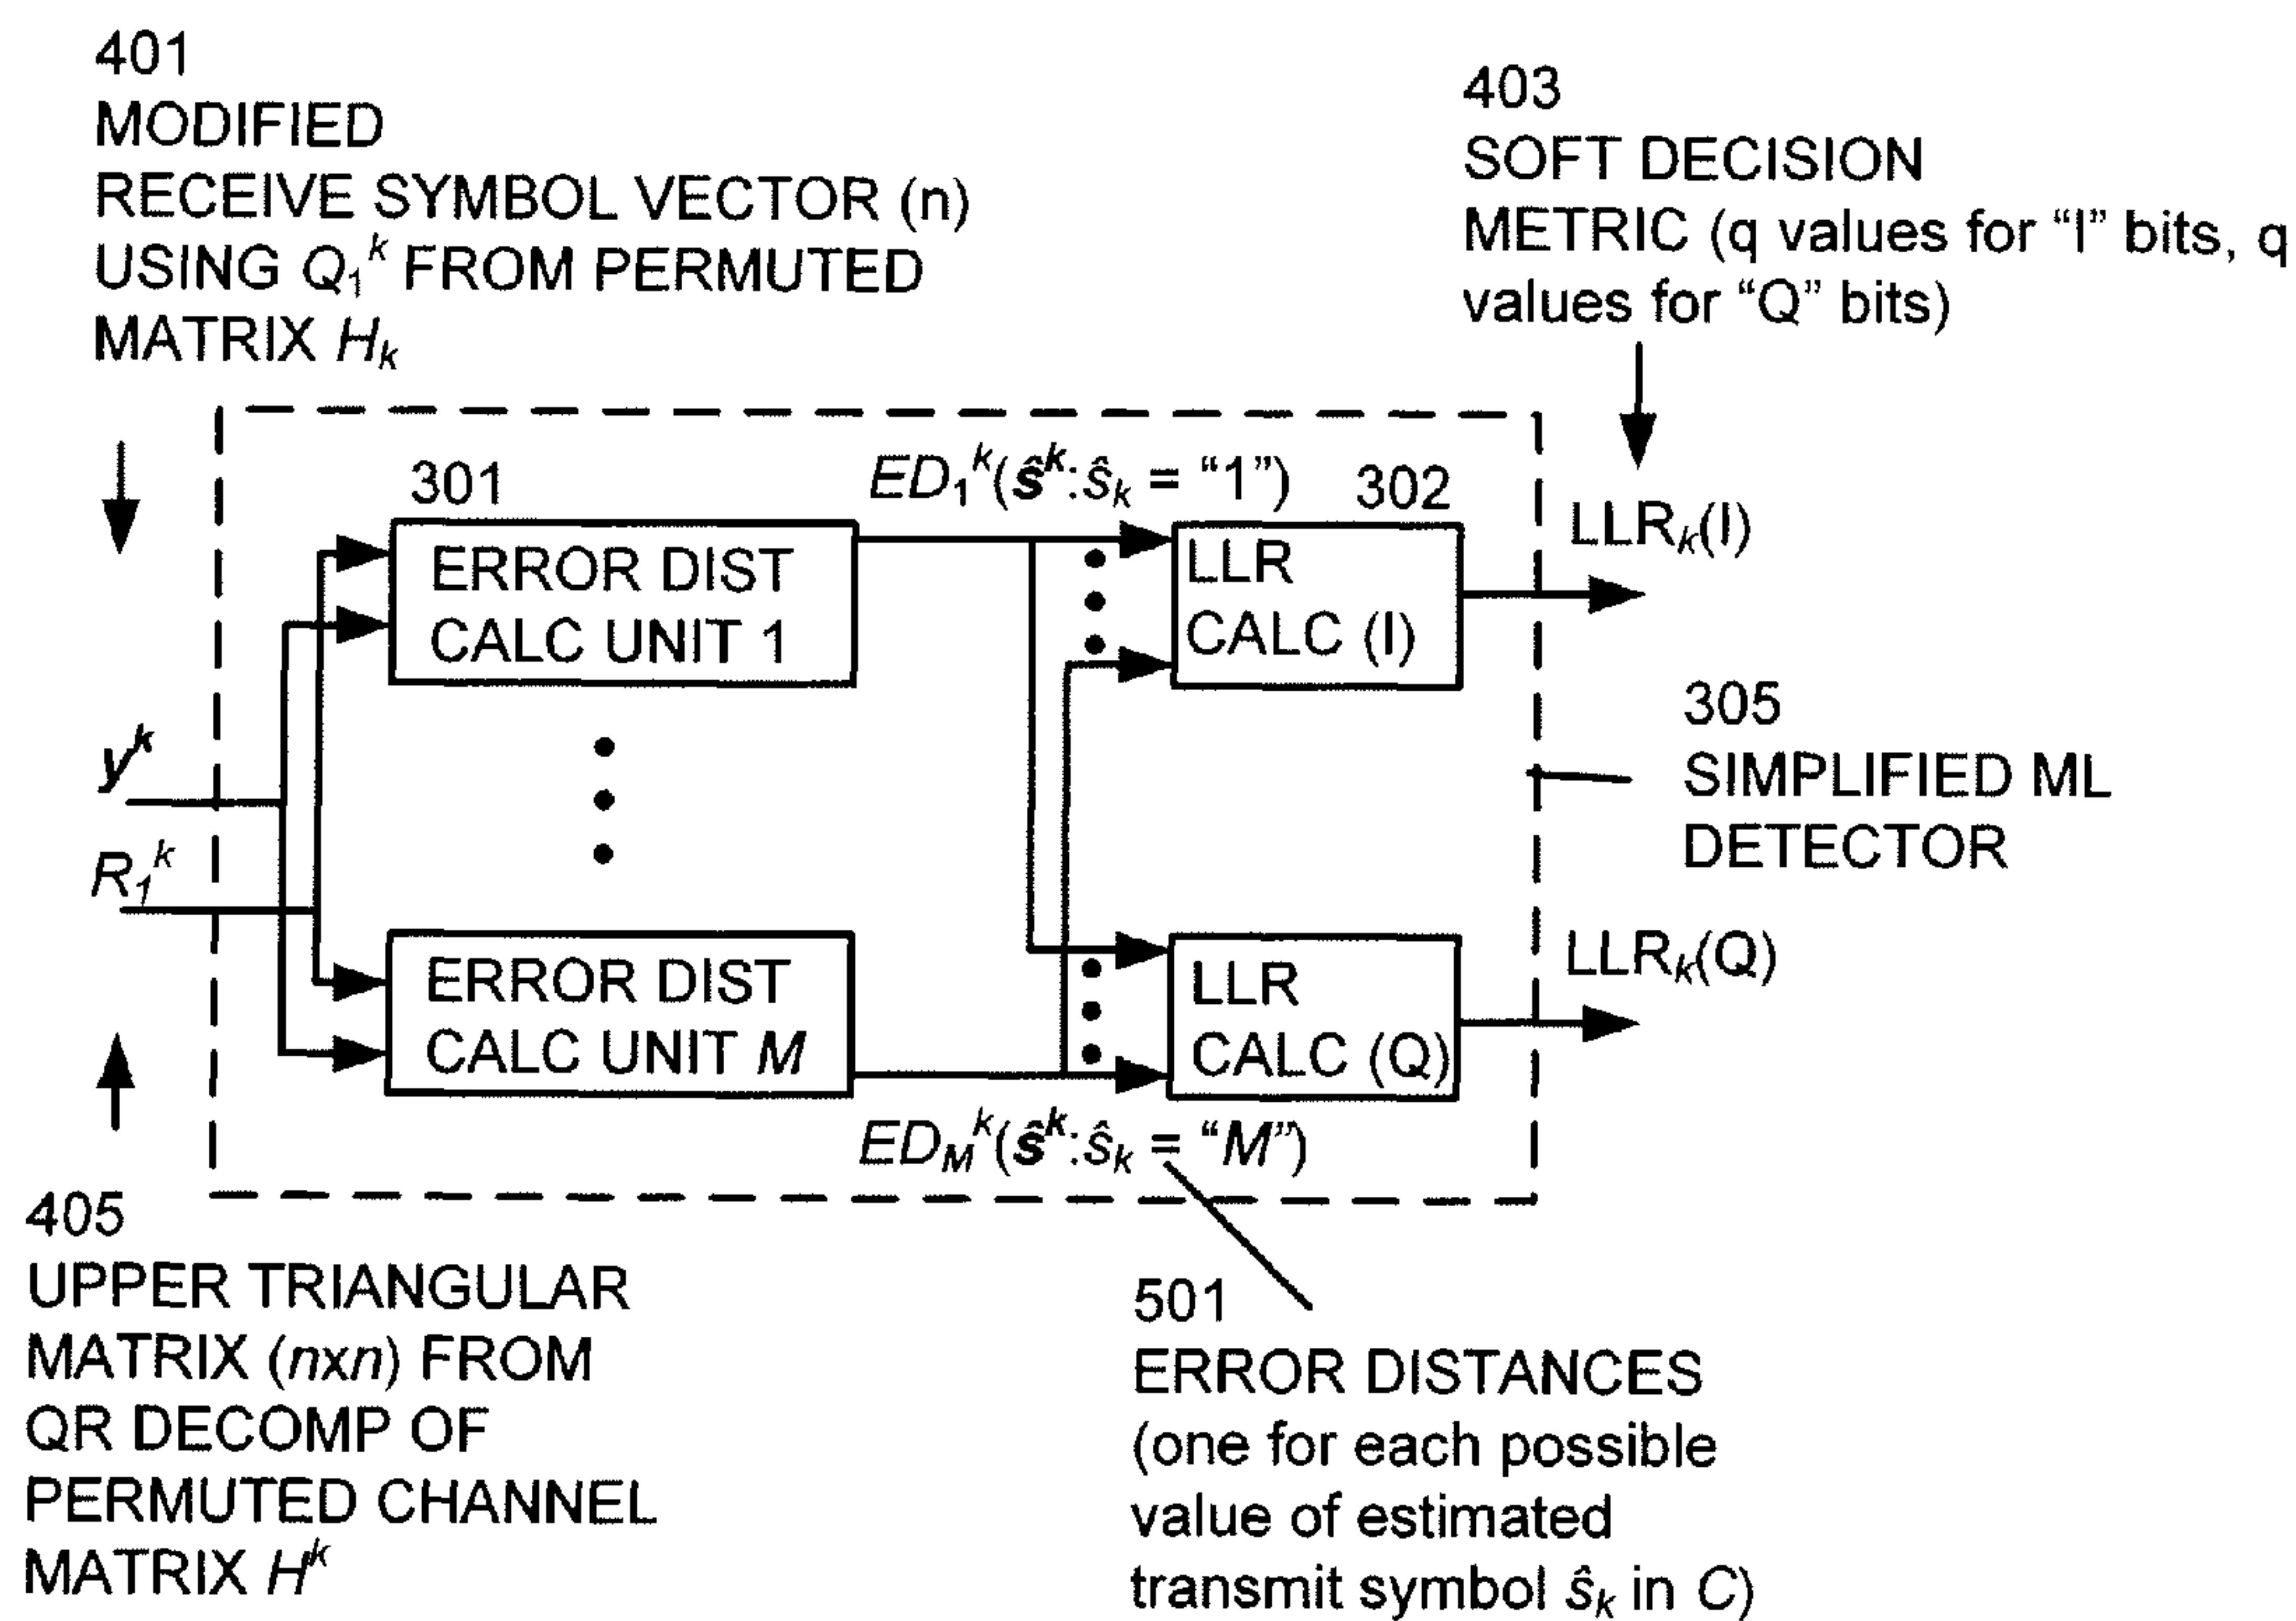 401
MODIFIED
RECEIVE SYMBOL VECTOR (n)
USING Q₁ᵏ FROM PERMUTED
MATRIX Hₖ
403
SOFT DECISION
METRIC (q values for “I” bits, q
values for “Q” bits)
301
ED₁ᵏ(ŝᵏ:ŝₖ = “1”)
302
ERROR DIST
CALC UNIT 1
LLR
CALC (I)
LLRₖ(I)
305
SIMPLIFIED ML
DETECTOR
yᵏ
R₁ᵏ
ERROR DIST
CALC UNIT M
LLR
CALC (Q)
LLRₖ(Q)
ED_Mᵏ(ŝᵏ:ŝₖ = “M”)
405
UPPER TRIANGULAR
MATRIX (nxn) FROM
QR DECOMP OF
PERMUTED CHANNEL
MATRIX Hᵏ
501
ERROR DISTANCES
(one for each possible
value of estimated
transmit symbol ŝₖ in C)